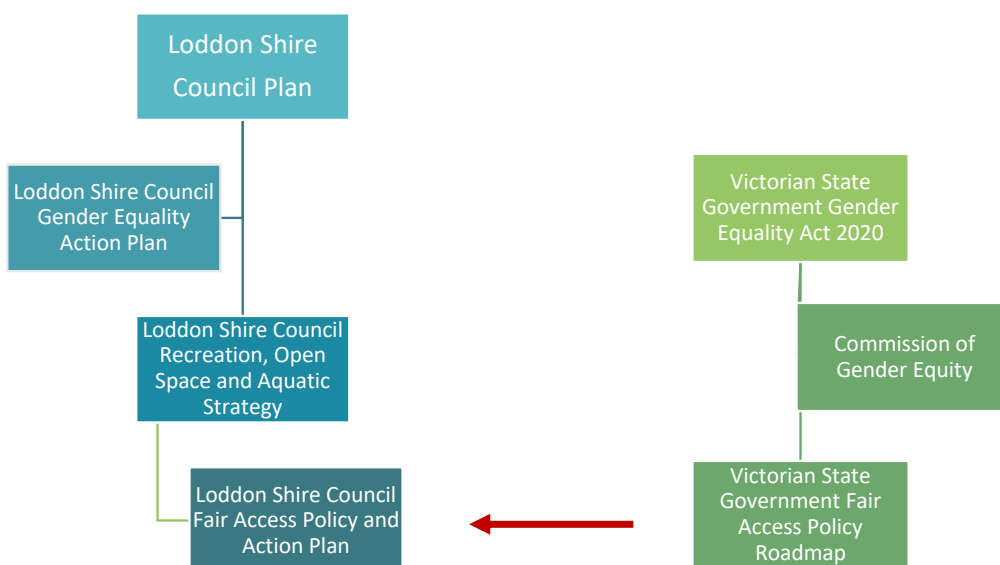 Loddon Shire
Council Plan
Loddon Shire Council
Gender Equality
Action Plan
Loddon Shire Council
Recreation, Open
Space and Aquatic
Strategy
Loddon Shire Council
Fair Access Policy and
Action Plan
Victorian State
Government Gender
Equality Act 2020
Commission of
Gender Equity
Victorian State
Government Fair
Access Policy
Roadmap